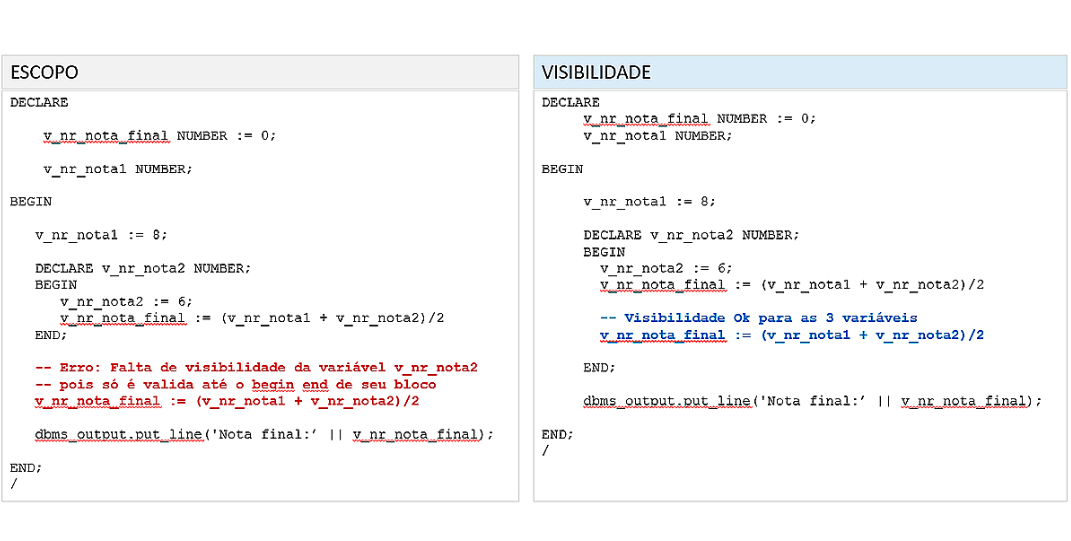 ESCOPO
DECLARE
v_nr_nota_final NUMBER := 0;
v_nr_nota1 NUMBER;
BEGIN
v_nr_nota1 := 8;
DECLARE v_nr_nota2 NUMBER;
BEGIN
v_nr_nota2 := 6;
v_nr_nota_final := (v_nr_nota1 + v_nr_nota2)/2
END;
-- Erro: Falta de visibilidade da variável v_nr_nota2
-- pois só é valida até o begin end de seu bloco
v_nr_nota_final := (v_nr_nota1 + v_nr_nota2)/2
dbms_output.put_line('Nota final:’ || v_nr_nota_final);
END;
/
VISIBILIDADE
DECLARE
v_nr_nota_final NUMBER := 0;
v_nr_nota1 NUMBER;
BEGIN
v_nr_nota1 := 8;
DECLARE v_nr_nota2 NUMBER;
BEGIN
v_nr_nota2 := 6;
v_nr_nota_final := (v_nr_nota1 + v_nr_nota2)/2
-- Visibilidade Ok para as 3 variáveis
v_nr_nota_final := (v_nr_nota1 + v_nr_nota2)/2
END;
dbms_output.put_line('Nota final:’ || v_nr_nota_final);
END;
/